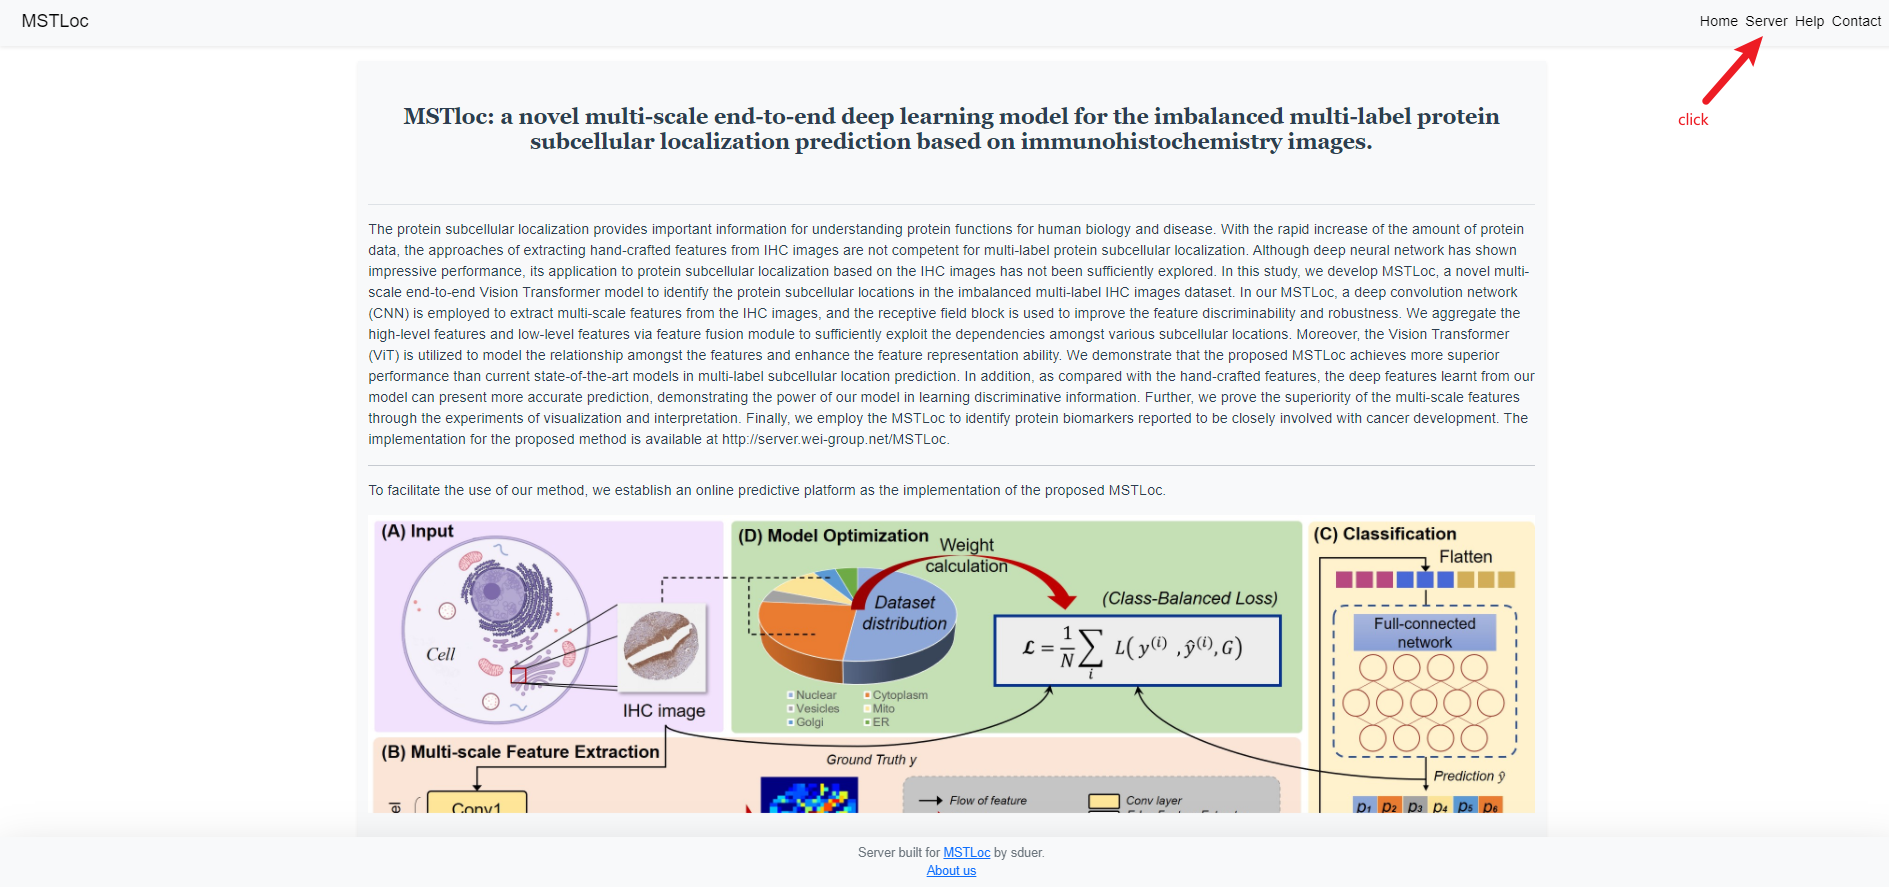 MSTLoc
Home Server Help Contact
click
MSTloc: a novel multi-scale end-to-end deep learning model for the imbalanced multi-label protein
subcellular localization prediction based on immunohistochemistry images.
The protein subcellular localization provides important information for understanding protein functions for human biology and disease. With the rapid increase of the amount of protein
data, the approaches of extracting hand-crafted features from IHC images are not competent for multi-label protein subcellular localization. Although deep neural network has shown
impressive performance, its application to protein subcellular localization based on the IHC images has not been sufficiently explored. In this study, we develop MSTLoc, a novel multi-
scale end-to-end Vision Transformer model to identify the protein subcellular locations in the imbalanced multi-label IHC images dataset. In our MSTLoc, a deep convolution network
(CNN) is employed to extract multi-scale features from the IHC images, and the receptive field block is used to improve the feature discriminability and robustness. We aggregate the
high-level features and low-level features via feature fusion module to sufficiently exploit the dependencies amongst various subcellular locations. Moreover, the Vision Transformer
(ViT) is utilized to model the relationship amongst the features and enhance the feature representation ability. We demonstrate that the proposed MSTLoc achieves more superior
performance than current state-of-the-art models in multi-label subcellular location prediction. In addition, as compared with the hand-crafted features, the deep features learnt from our
model can present more accurate prediction, demonstrating the power of our model in learning discriminative information. Further, we prove the superiority of the multi-scale features
through the experiments of visualization and interpretation. Finally, we employ the MSTLoc to identify protein biomarkers reported to be closely involved with cancer development. The
implementation for the proposed method is available at http://server.wei-group.net/MSTLoc.
To facilitate the use of our method, we establish an online predictive platform as the implementation of the proposed MSTLoc.
(A) Input
Cell
IHC image
(D) Model Optimization
Weight
calculation
Dataset
distribution
Nuclear Cytoplasm
Vesicles Mito
Golgi ER
(Class-Balanced Loss)
ℒ = 1/N ∑i L(y(i) ,ŷ(i),G)
(C) Classification
Flatten
Full-connected
network
Prediction ŷ
p1 p2 p3 p4 p5 p6
(B) Multi-scale Feature Extraction
Ground Truth y
Conv1
Flow of feature
Conv layer
Server built for MSTLoc by sduer.
About us